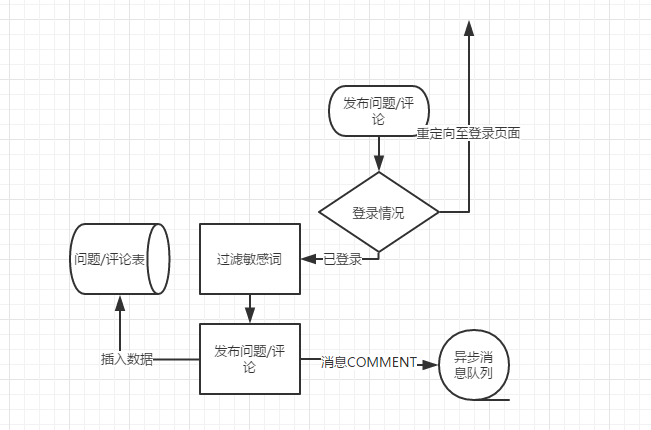 发布问题/评
论
重定向至登录页面
登录情况
问题/评论表
过滤敏感词
已登录
发布问题/评
论
插入数据
消息COMMENT
异步消
息队列